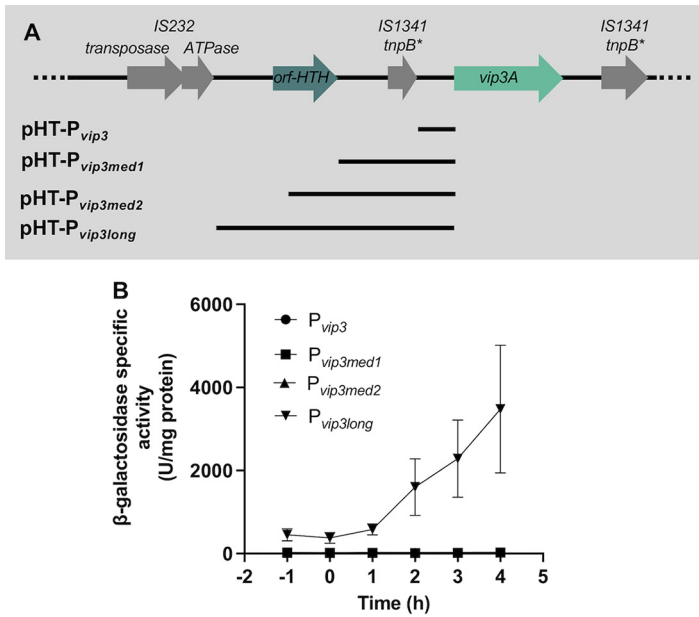 A
IS232
transposase ATPase
IS1341
tnpB*
IS1341
tnpB*
orf-HTH
vip3A
pHT-Pvip3
pHT-Pvip3med1
pHT-Pvip3med2
pHT-Pvip3long
B
β-galactosidase specific
activity
(U/mg protein)
6000
4000
2000
0
Pvip3
Pvip3med1
Pvip3med2
Pvip3long
-2 -1 0 1 2 3 4 5
Time (h)